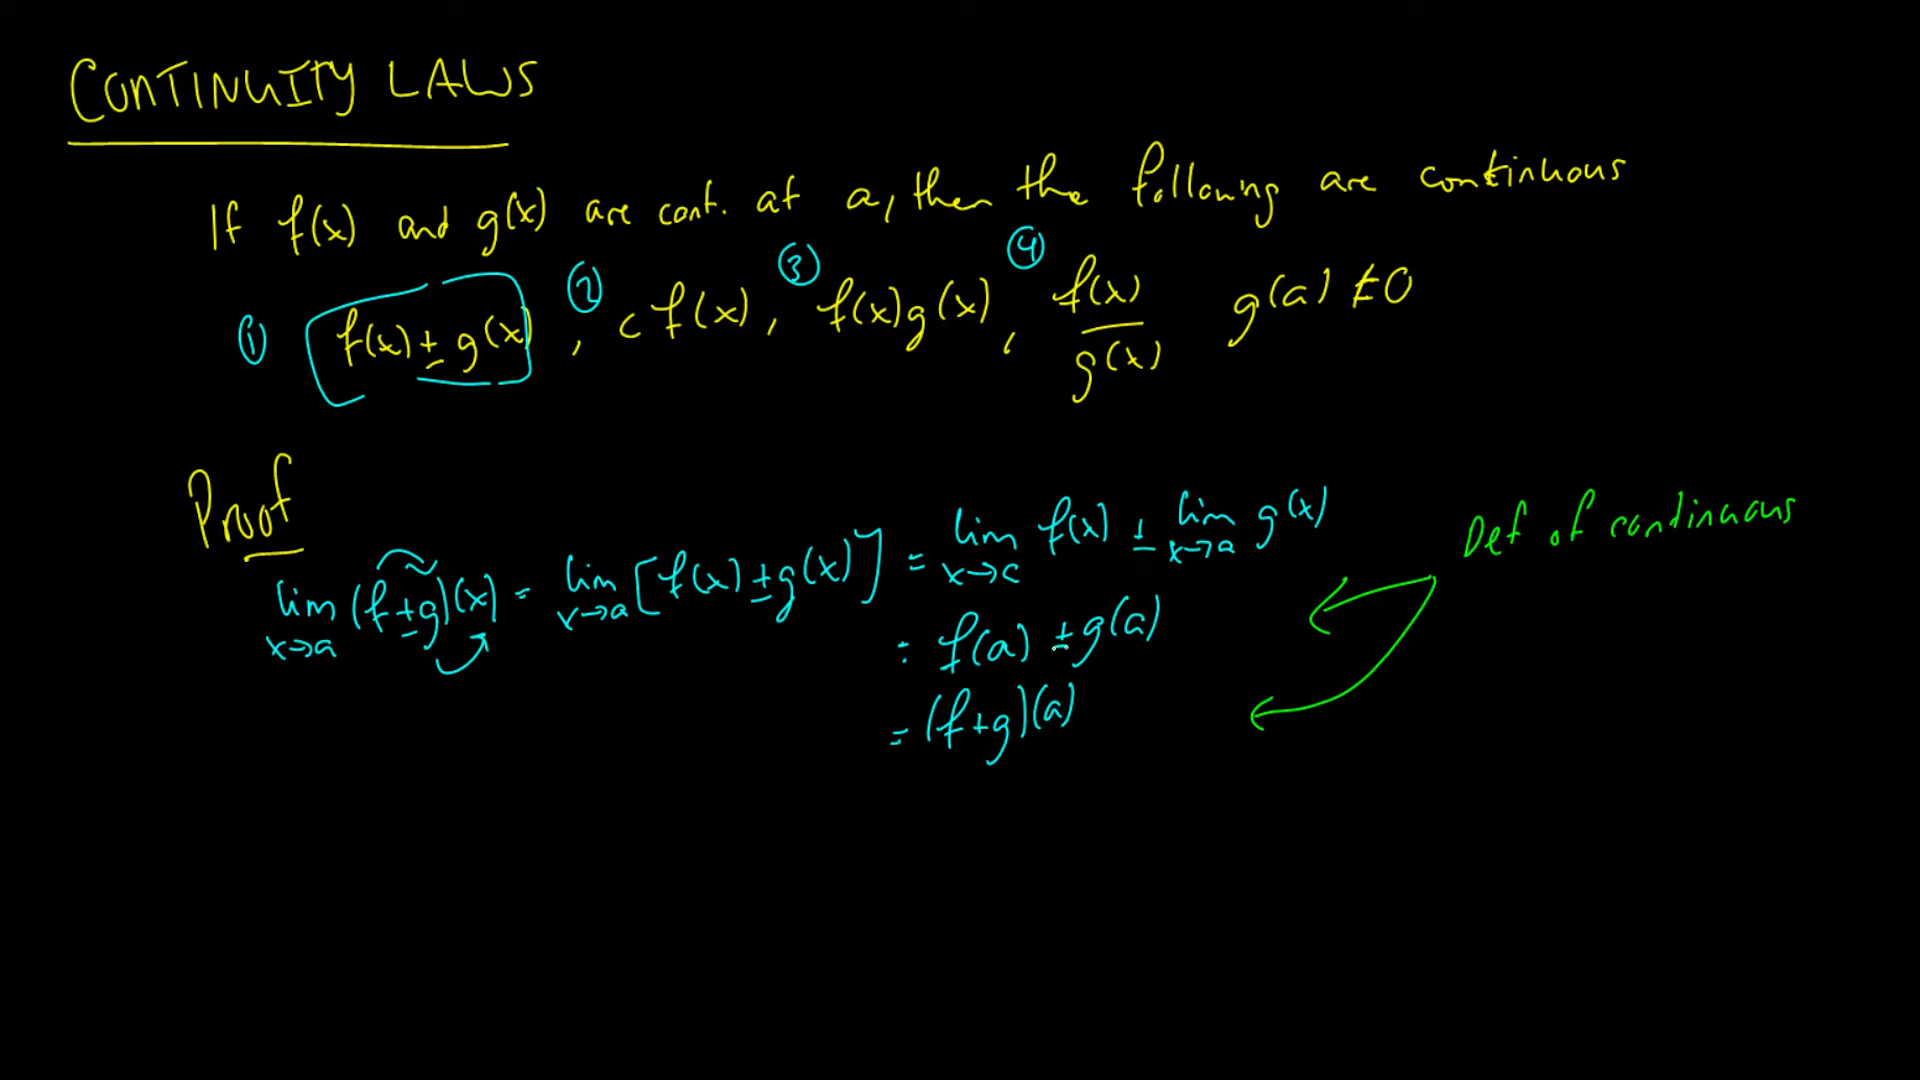 CONTINUITY LAWS
If f(x) and g(x) are cont. at a, then the following are continuous
① f(x) ± g(x), ② c f(x), ③ f(x)g(x), ④ f(x)/g(x) g(a) ≠ 0
Proof
lim x→a (f±g)(x) = lim x→a [f(x) ± g(x)] = lim x→c f(x) ± lim x→a g(x)
Def of continuous
= f(a) ± g(a)
= (f+g)(a)